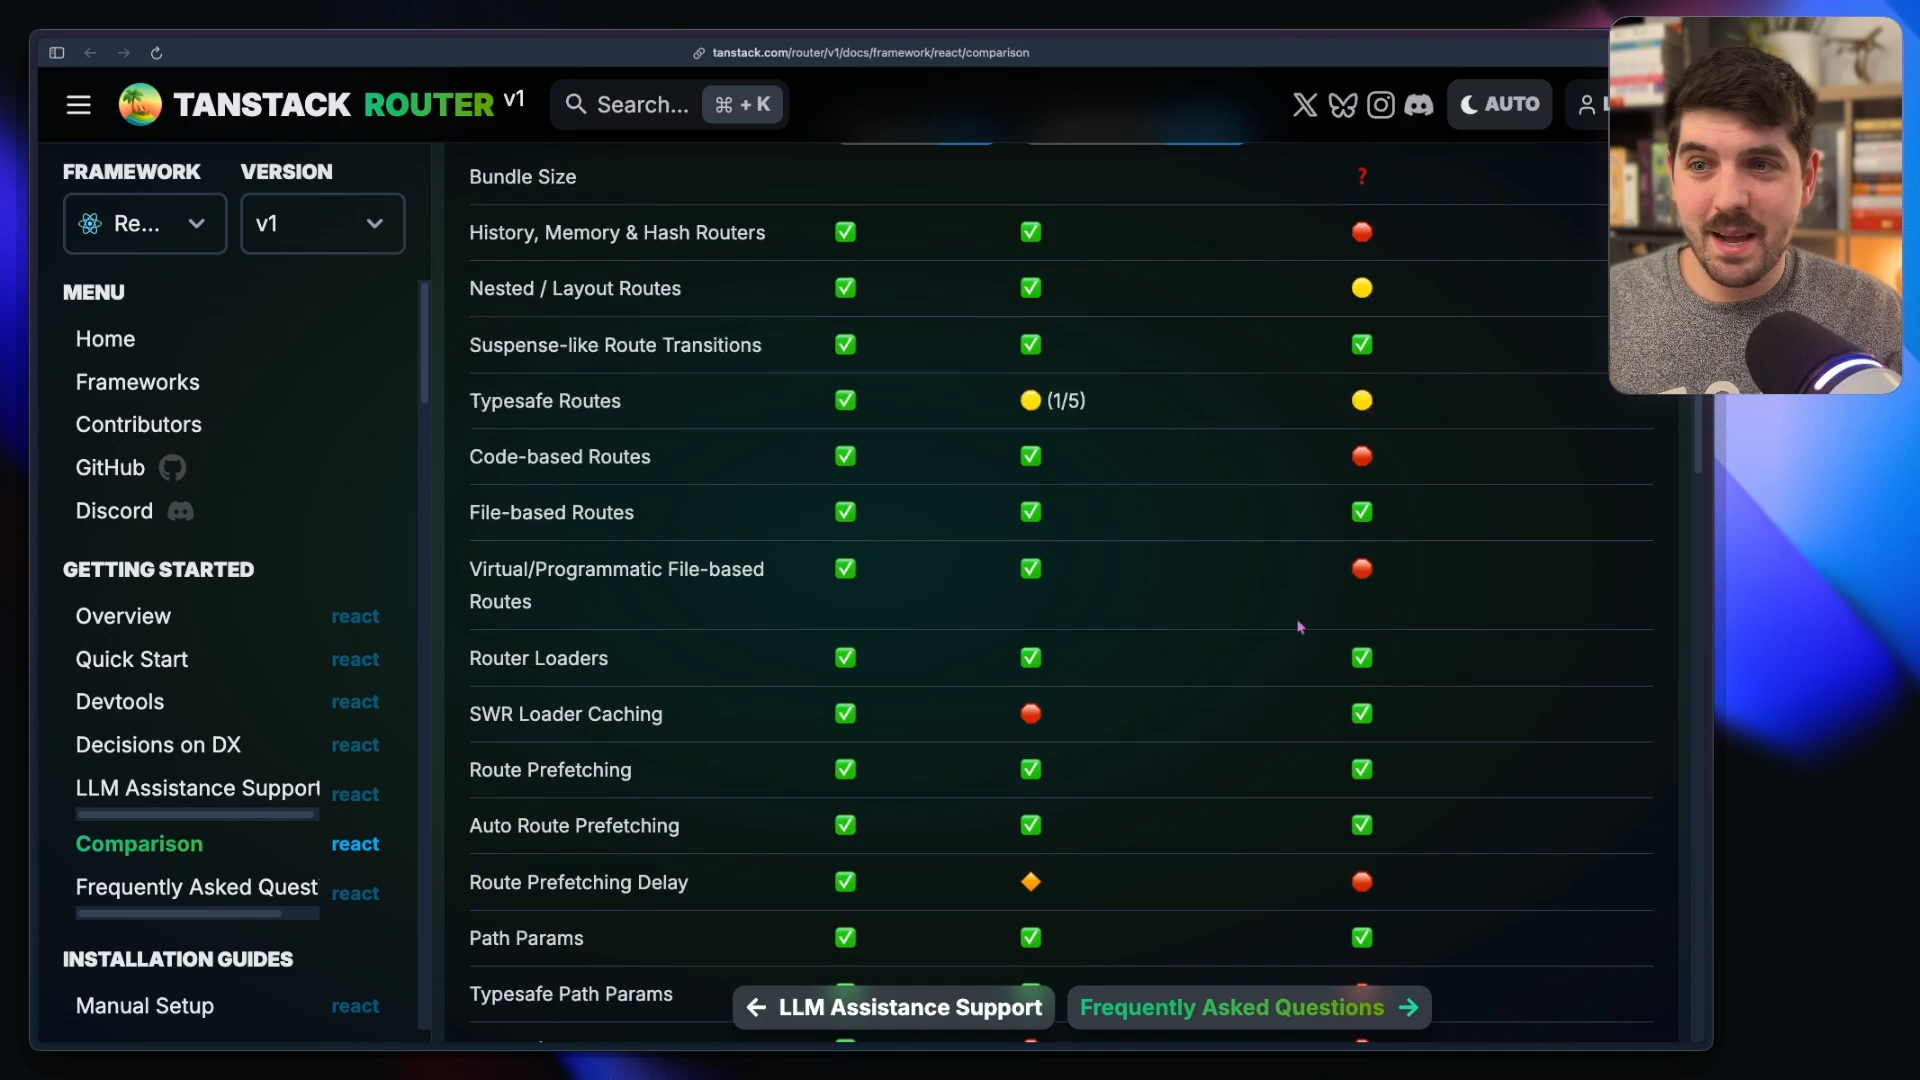 tanstack.com/router/v1/docs/framework/react/comparison
TANSTACK ROUTER v1
Search...
⌘ + K
AUTO
FRAMEWORK
VERSION
Re...
v1
MENU
Home
Frameworks
Contributors
GitHub
Discord
GETTING STARTED
Overview react
Quick Start react
Devtools react
Decisions on DX react
LLM Assistance Support react
Comparison react
Frequently Asked Quest react
INSTALLATION GUIDES
Manual Setup react
Bundle Size ❓
History, Memory & Hash Routers ✅ ✅ 🛑
Nested / Layout Routes ✅ ✅ 🟡
Suspense-like Route Transitions ✅ ✅ ✅
Typesafe Routes ✅ 🟡 (1/5) 🟡
Code-based Routes ✅ ✅ 🛑
File-based Routes ✅ ✅ ✅
Virtual/Programmatic File-based ✅ ✅ 🛑
Routes
Router Loaders ✅ ✅ ✅
SWR Loader Caching ✅ 🛑 ✅
Route Prefetching ✅ ✅ ✅
Auto Route Prefetching ✅ ✅ ✅
Route Prefetching Delay ✅ 🔶 🛑
Path Params ✅ ✅ ✅
Typesafe Path Params
← LLM Assistance Support
Frequently Asked Questions →